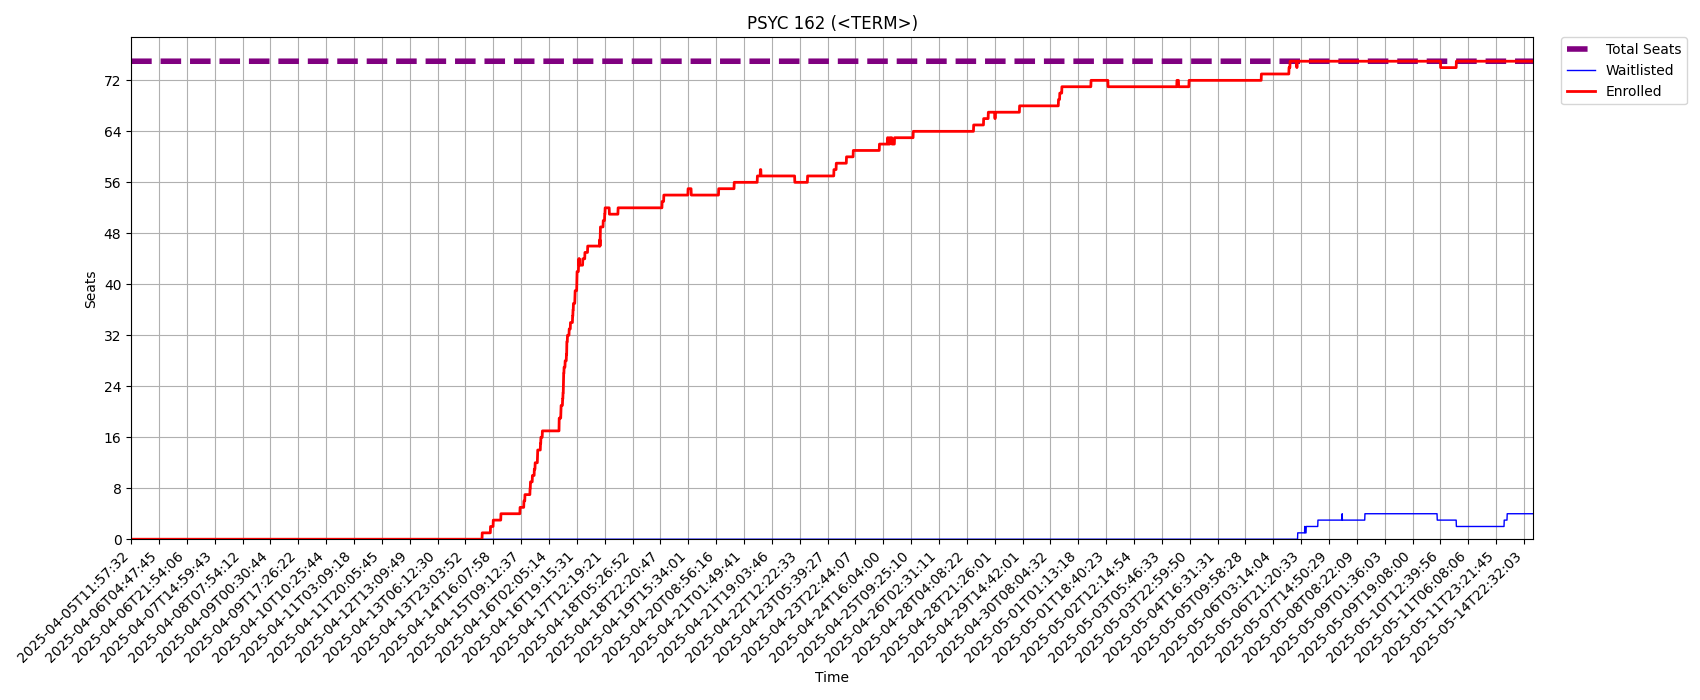 PSYC 162 (<TERM>)
Total Seats
Waitlisted
Enrolled
72
64
56
48
40
32
24
16
8
0
Seats
2025-04-05T11:57:32
2025-04-06T04:47:45
2025-04-06T21:54:06
2025-04-07T14:59:43
2025-04-08T07:54:12
2025-04-09T00:30:44
2025-04-09T17:26:22
2025-04-10T10:25:44
2025-04-11T03:09:18
2025-04-11T20:05:45
2025-04-12T13:09:49
2025-04-13T06:12:30
2025-04-13T23:03:52
2025-04-14T16:07:58
2025-04-15T09:12:37
2025-04-16T02:05:14
2025-04-16T19:15:31
2025-04-17T12:19:21
2025-04-18T05:26:52
2025-04-18T22:20:47
2025-04-19T15:34:01
2025-04-20T08:56:16
2025-04-21T01:49:41
2025-04-21T19:03:46
2025-04-22T12:22:33
2025-04-23T05:39:27
2025-04-23T22:44:07
2025-04-24T16:04:00
2025-04-25T09:25:10
2025-04-26T02:31:11
2025-04-28T04:08:22
2025-04-28T21:26:01
2025-04-29T14:42:01
2025-04-30T08:04:32
2025-05-01T01:13:18
2025-05-01T18:40:23
2025-05-02T12:14:54
2025-05-03T05:46:33
2025-05-03T22:59:50
2025-05-04T16:31:31
2025-05-05T09:58:28
2025-05-06T03:14:04
2025-05-06T21:20:33
2025-05-07T14:50:29
2025-05-08T08:22:09
2025-05-09T01:36:03
2025-05-09T19:08:00
2025-05-10T12:39:56
2025-05-11T06:08:06
2025-05-11T23:21:45
2025-05-14T22:32:03
Time